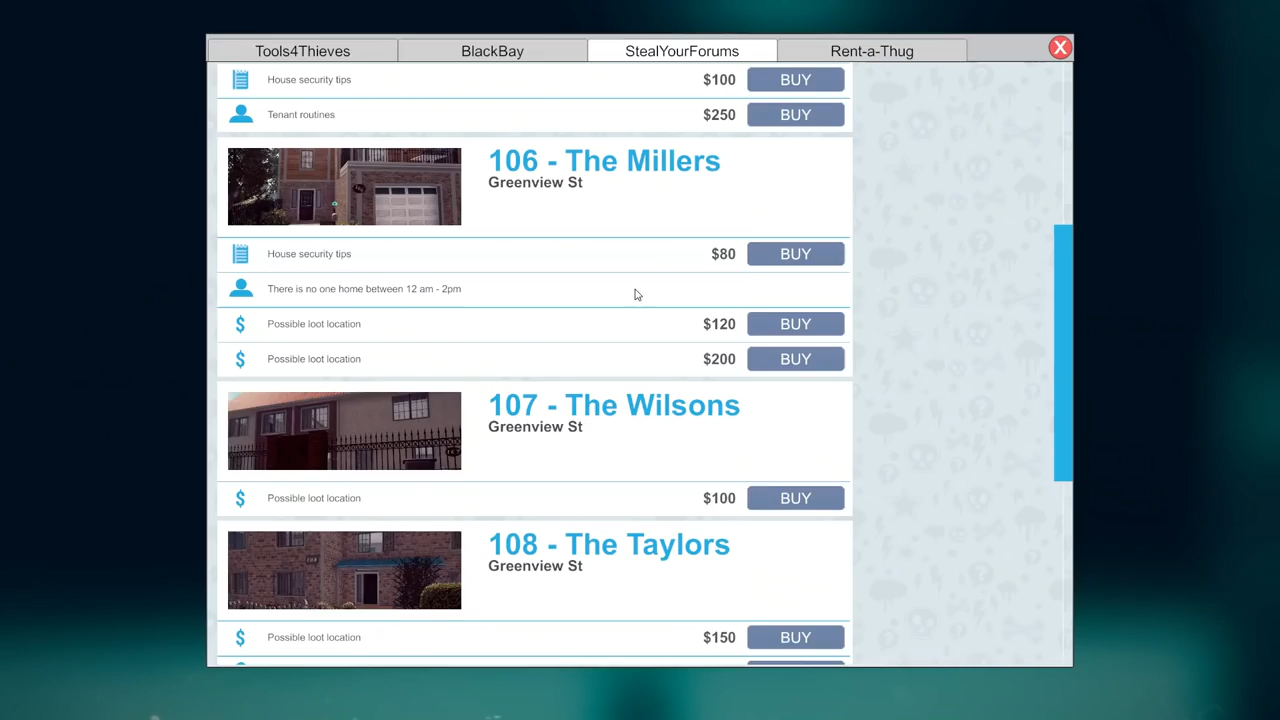 Tools4Thieves
BlackBay
StealYourForums
Rent-a-Thug
X
House security tips $100 BUY
Tenant routines $250 BUY
106 - The Millers
Greenview St
House security tips $80 BUY
There is no one home between 12 am - 2pm
$ Possible loot location $120 BUY
$ Possible loot location $200 BUY
107 - The Wilsons
Greenview St
$ Possible loot location $100 BUY
108 - The Taylors
Greenview St
$ Possible loot location $150 BUY